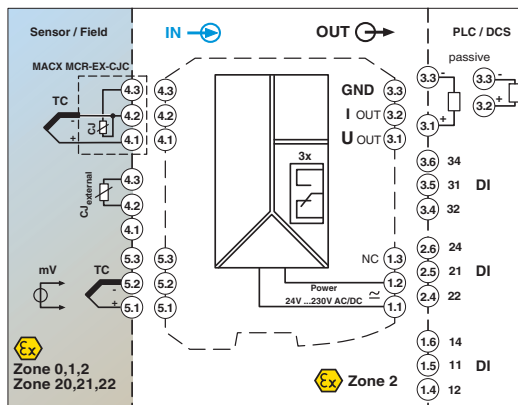 Sensor / Field
IN
OUT
PLC / DCS
MACX MCR-EX-CJC
passive
TC
4.3
4.2
4.1
-
+
CJ
4.3
4.2
4.1
GND 3.3
I OUT 3.2
U OUT 3.1
3x
3.3
3.1
-
+
3.3
3.2
-
+
3.6 34
3.5 31 DI
3.4 32
CJexternal
4.3
4.2
4.1
mV
TC
5.3
5.2
5.1
-
+
5.3
5.2
5.1
NC 1.3
1.2
Power
24V ...230V AC/DC
1.1
2.6 24
2.5 21 DI
2.4 22
Ex
Zone 0,1,2
Zone 20,21,22
Ex Zone 2
1.6 14
1.5 11 DI
1.4 12